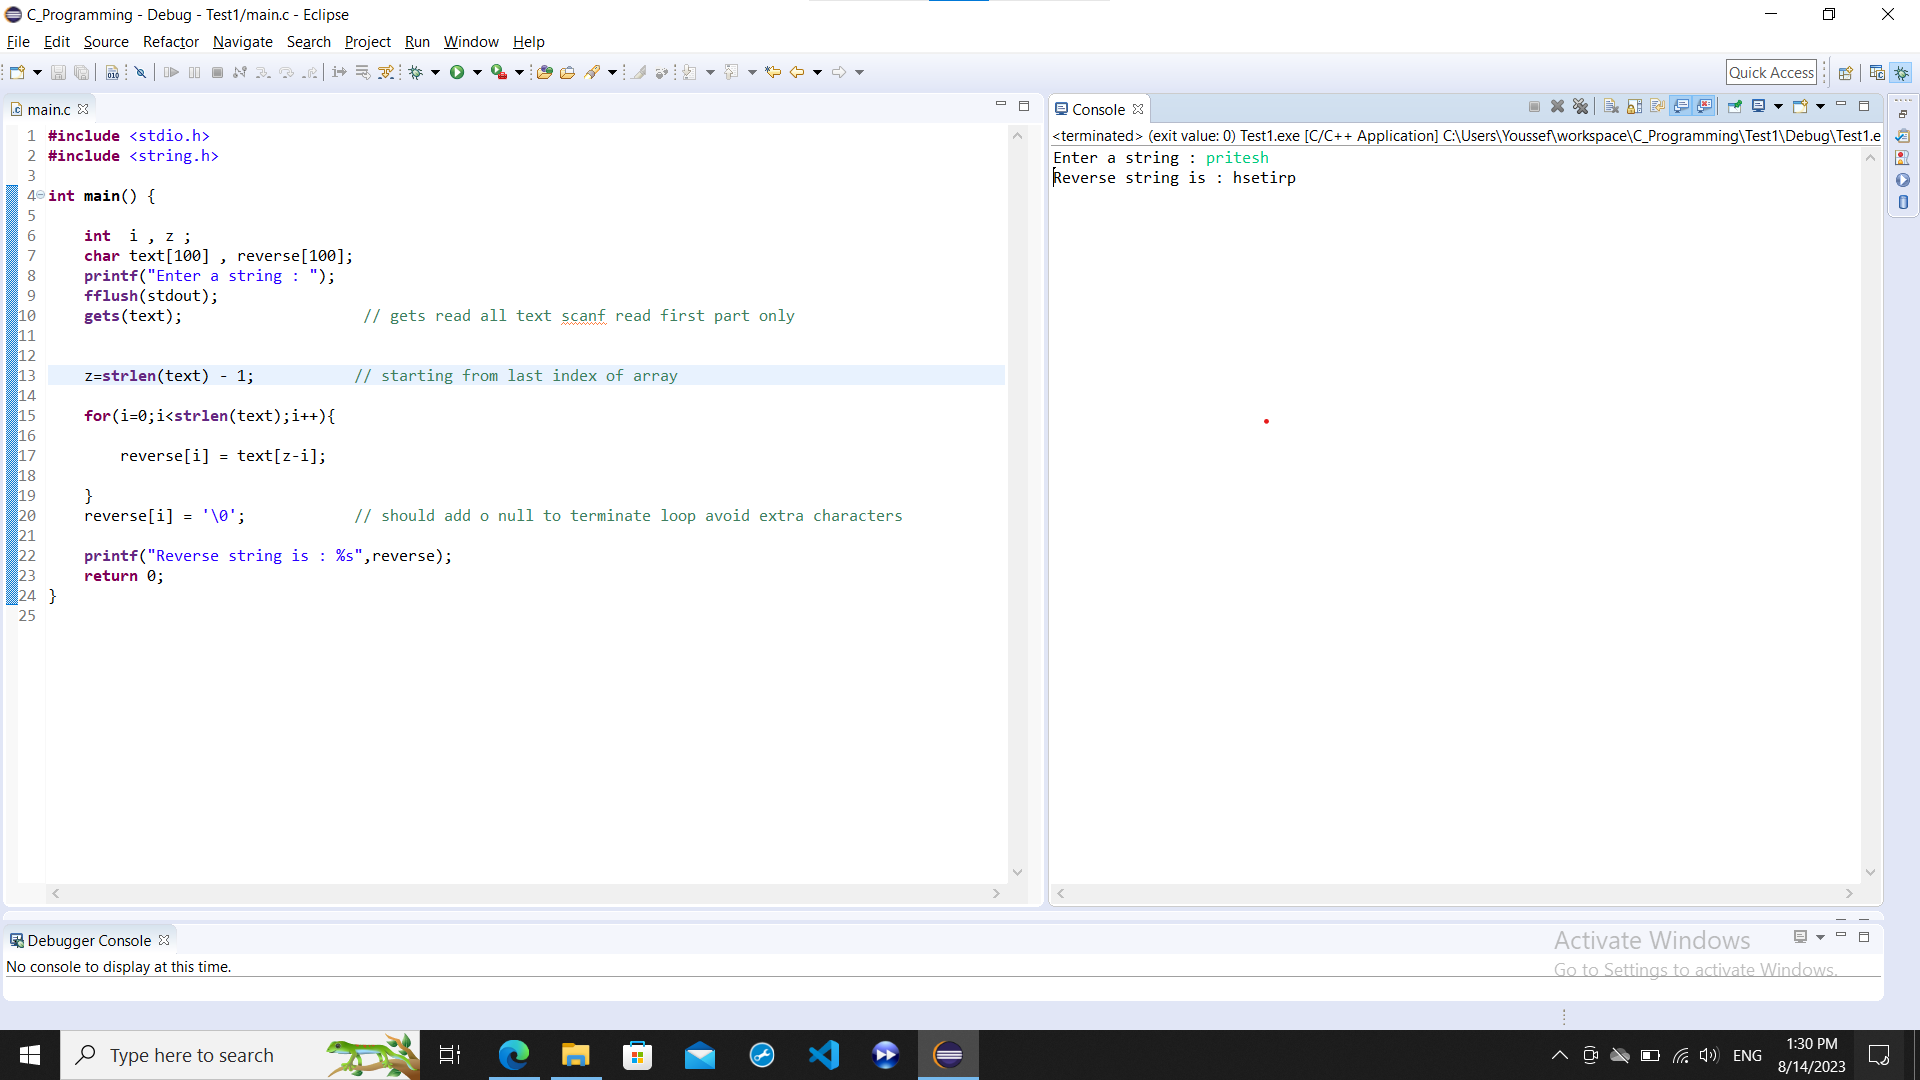 C_Programming - Debug - Test1/main.c - Eclipse
File Edit Source Refactor Navigate Search Project Run Window Help
Quick Access
main.c
1 #include <stdio.h>
2 #include <string.h>
3
4 int main() {
5
6 int  i , z ;
7 char text[100] , reverse[100];
8 printf("Enter a string : ");
9 fflush(stdout);
10 gets(text); // gets read all text scanf read first part only
11
12
13 z=strlen(text) - 1; // starting from last index of array
14
15 for(i=0;i<strlen(text);i++){
16
17 reverse[i] = text[z-i];
18
19 }
20 reverse[i] = '\0'; // should add o null to terminate loop avoid extra characters
21
22 printf("Reverse string is : %s",reverse);
23 return 0;
24 }
25
Console
<terminated> (exit value: 0) Test1.exe [C/C++ Application] C:\Users\Youssef\workspace\C_Programming\Test1\Debug\Test1.e
Enter a string : pritesh
Reverse string is : hsetirp
Debugger Console
No console to display at this time.
Activate Windows
Go to Settings to activate Windows.
Type here to search
ENG
1:30 PM
8/14/2023